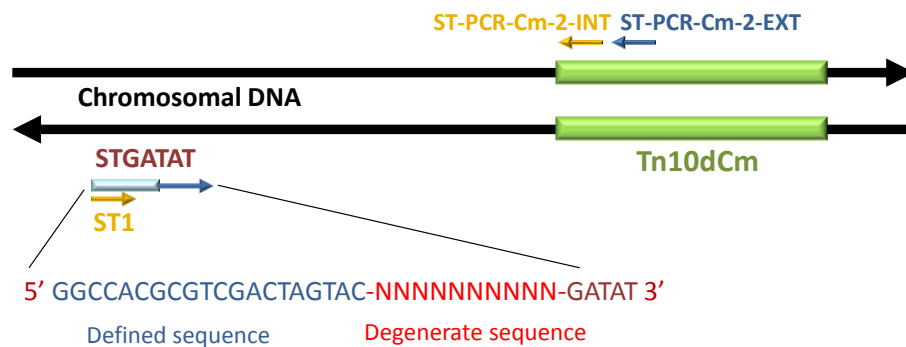 ST-PCR-Cm-2-INT ST-PCR-Cm-2-EXT
Chromosomal DNA
STGATAT
Tn10dCm
ST1
5’ GGCCACGCGTCGACTAGTAC-NNNNNNNNNN-GATAT 3’
Defined sequence Degenerate sequence